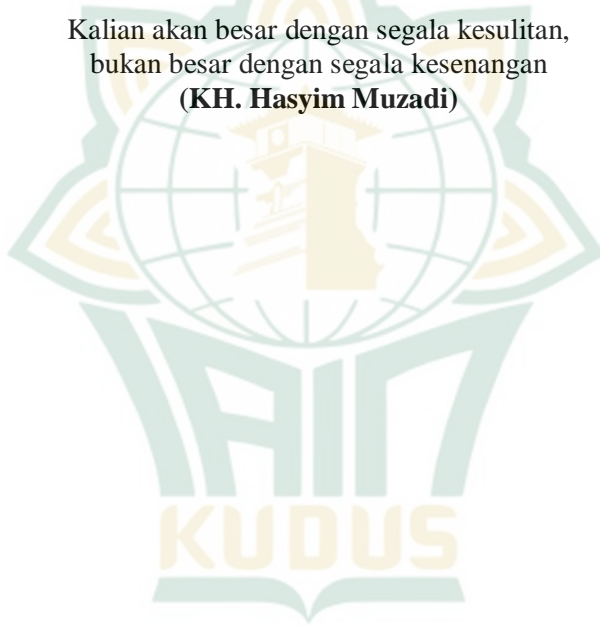 Kalian akan besar dengan segala kesulitan,
bukan besar dengan segala kesenangan
(KH. Hasyim Muzadi)
IAIN
KUDUS